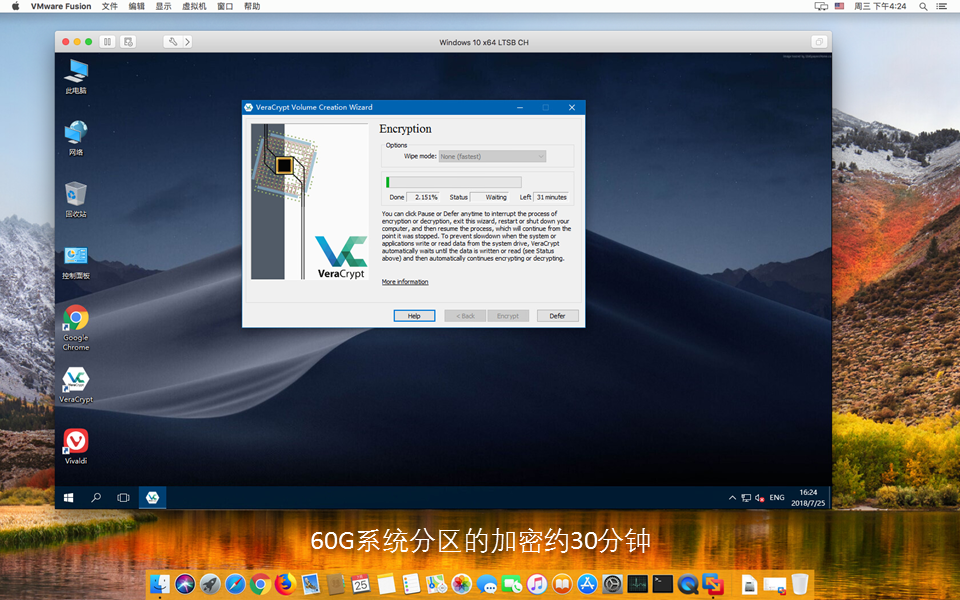 VMware Fusion 文件 编辑 显示 虚拟机 窗口 帮助 周三 下午4:24
Windows 10 x64 LTSB CH
此电脑
网络
回收站
控制面板
Google
Chrome
VeraCrypt
Vivaldi
VeraCrypt Volume Creation Wizard
Encryption
Options
Wipe mode: None (fastest)
Done 2.151% Status Waiting Left 31 minutes
You can click Pause or Defer anytime to interrupt the process of
encryption or decryption, exit this wizard, restart or shut down your
computer, and then resume the process, which will continue from the
point it was stopped. To prevent slowdown when the system or
applications write or read data from the system drive, VeraCrypt
automatically waits until the data is written or read (see Status
above) and then automatically continues encrypting or decrypting.
More information
VeraCrypt
Help < Back Encrypt Defer
ENG 16:24
2018/7/25
60G系统分区的加密约30分钟
25